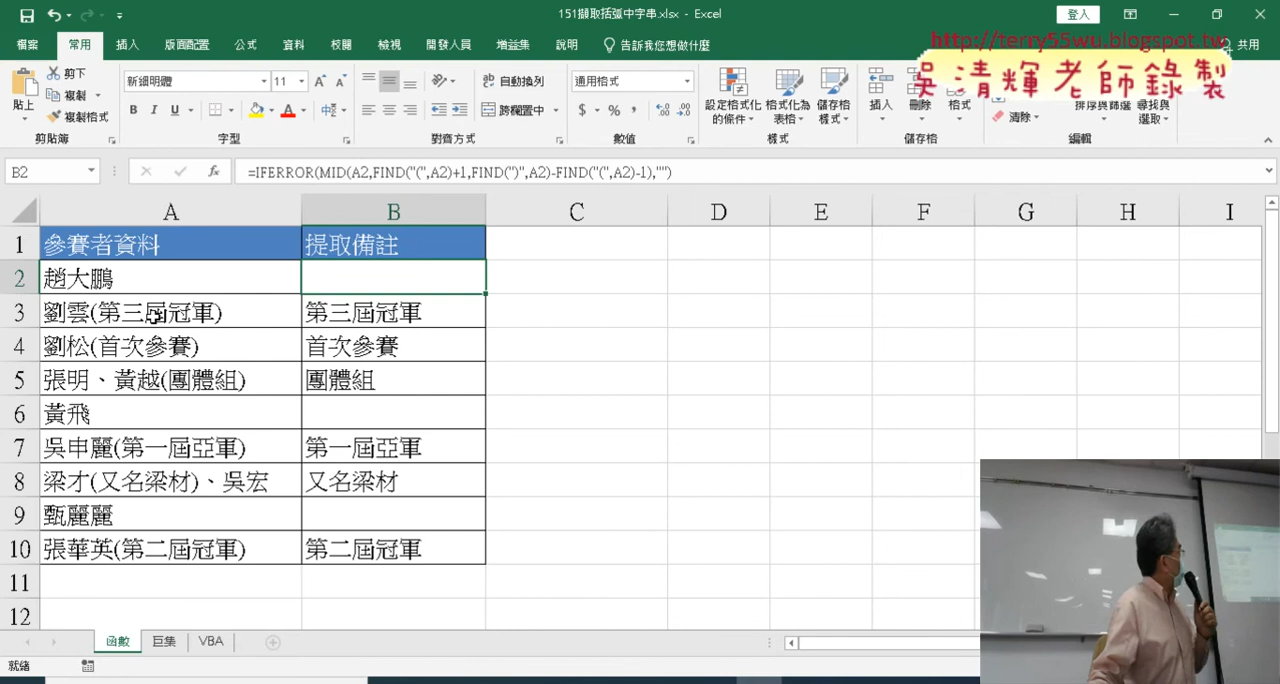 151擷取括弧中字串.xlsx - Excel
登入
檔案 常用 插入 版面配置 公式 資料 校閱 檢視 開發人員 增益集 說明 告訴我您想做什麼 共用
http://terry55wu.blogspot.tw
吳清輝老師錄製
貼上
剪下
複製
複製格式
剪貼簿
新細明體 11
B I U
字型
自動換列
跨欄置中
對齊方式
通用格式
$ % ,
數值
設定格式化的條件 格式化為表格 儲存格樣式
樣式
插入 刪除 格式
儲存格
清除
排序與篩選 尋找與選取
編輯
B2
fx
=IFERROR(MID(A2,FIND("(",A2)+1,FIND(")",A2)-FIND("(",A2)-1),"")
A B C D E F G H I
1 參賽者資料 提取備註
2 趙大鵬
3 劉雲(第三屆冠軍) 第三屆冠軍
4 劉松(首次參賽) 首次參賽
5 張明、黃越(團體組) 團體組
6 黃飛
7 吳申麗(第一屆亞軍) 第一屆亞軍
8 梁才(又名梁材)、吳宏 又名梁材
9 甄麗麗
10 張華英(第二屆冠軍) 第二屆冠軍
11
12
函數 巨集 VBA
就緒